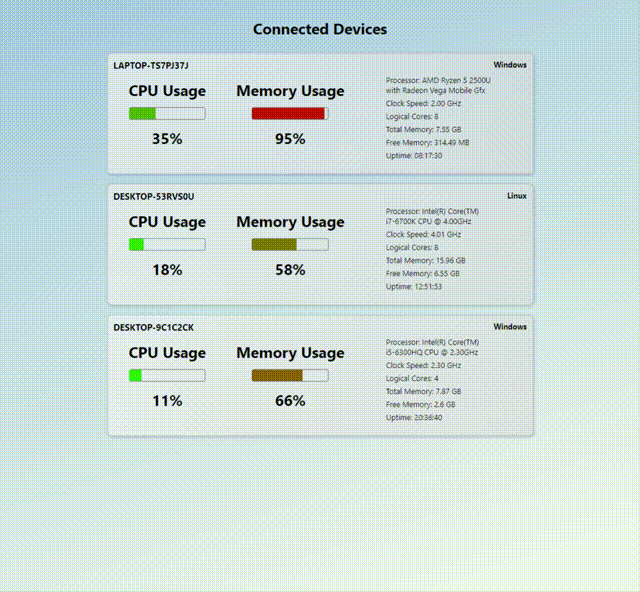 Connected Devices
LAPTOP-TS7PJ37J
Windows
CPU Usage
35%
Memory Usage
95%
Processor: AMD Ryzen 5 2500U
with Radeon Vega Mobile Gfx
Clock Speed: 2.00 GHz
Logical Cores: 8
Total Memory: 7.55 GB
Free Memory: 314.49 MB
Uptime: 08:17:30
DESKTOP-53RVS0U
Linux
CPU Usage
18%
Memory Usage
58%
Processor: Intel(R) Core(TM)
i7-6700K CPU @ 4.00GHz
Clock Speed: 4.01 GHz
Logical Cores: 8
Total Memory: 15.96 GB
Free Memory: 6.55 GB
Uptime: 12:51:53
DESKTOP-9C1C2CK
Windows
CPU Usage
11%
Memory Usage
66%
Processor: Intel(R) Core(TM)
i5-6300HQ CPU @ 2.30GHz
Clock Speed: 2.30 GHz
Logical Cores: 4
Total Memory: 7.87 GB
Free Memory: 2.6 GB
Uptime: 20:36:40